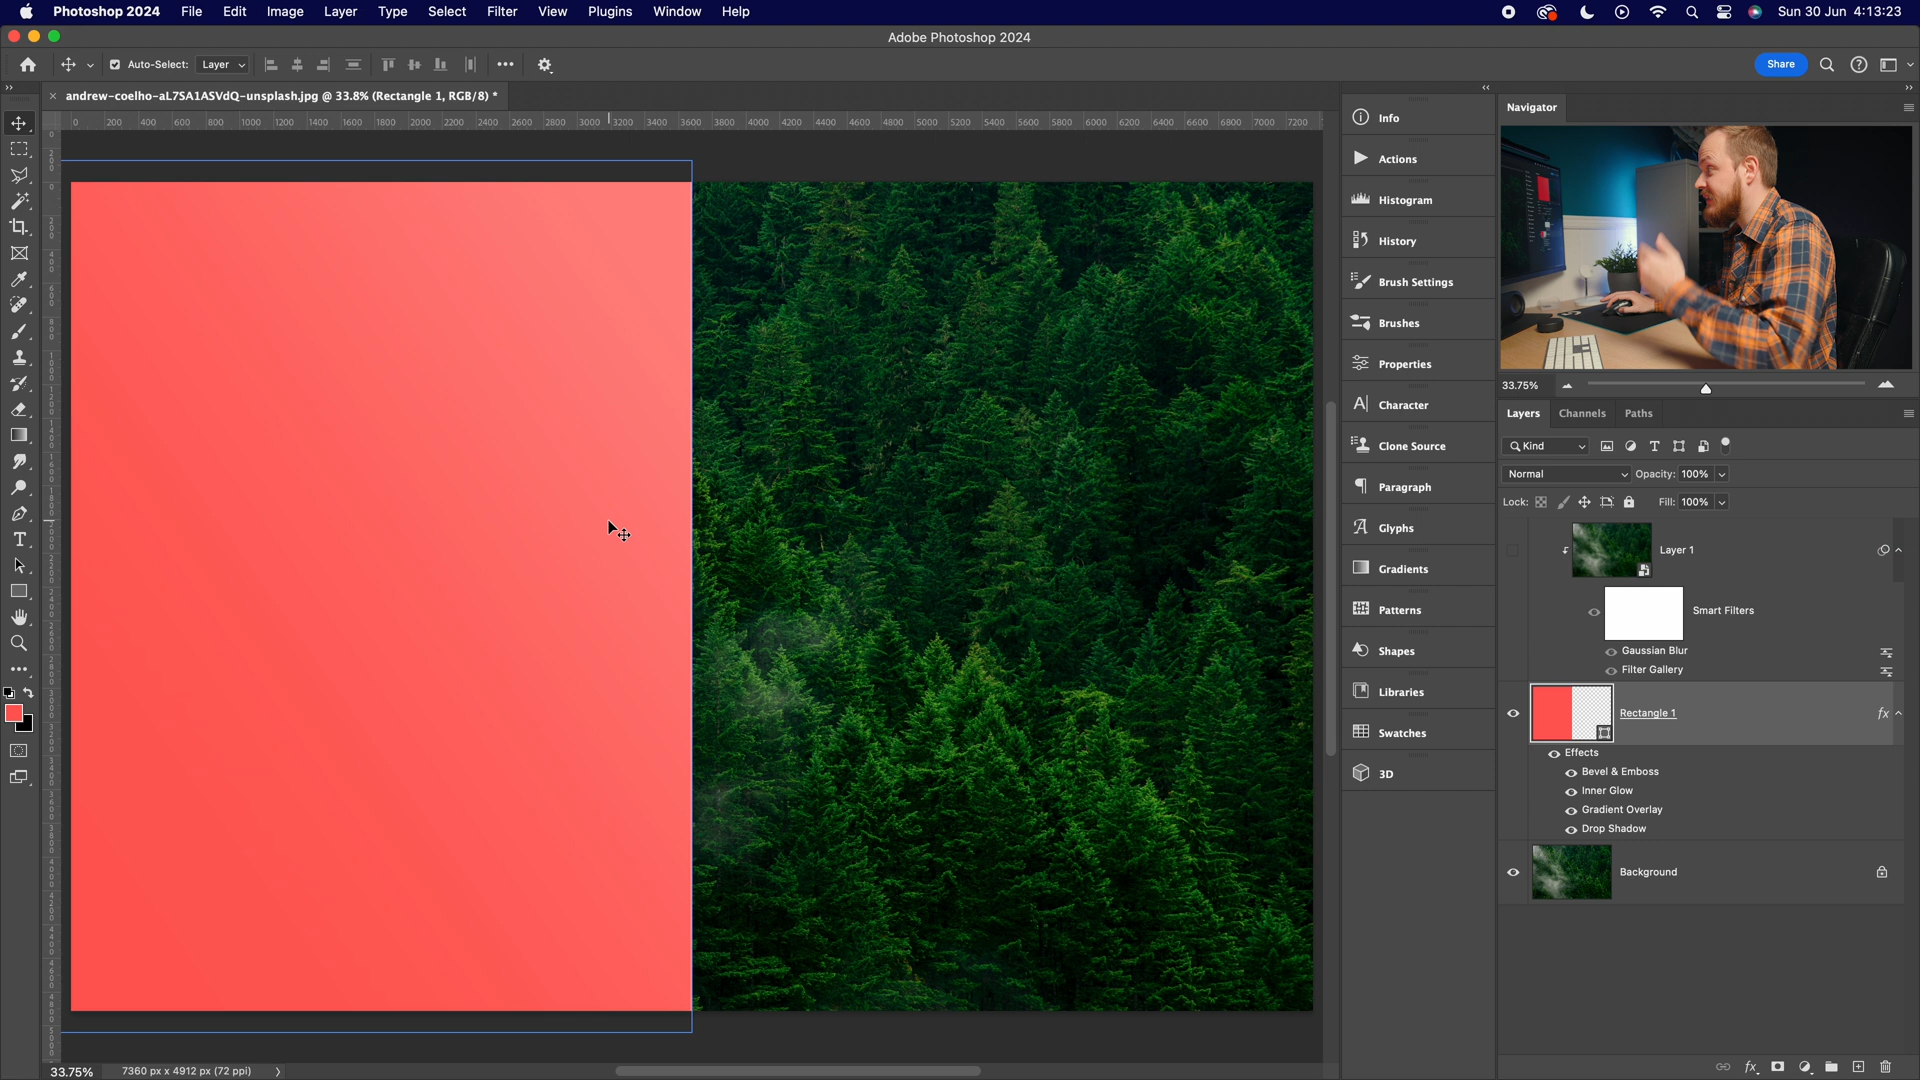 Photoshop 2024 File Edit Image Layer Type Select Filter View Plugins Window Help Sun 30 Jun 4:13:23
Adobe Photoshop 2024
Auto-Select: Layer Share
andrew-coelho-aL7SA1ASVdQ-unsplash.jpg @ 33.8% (Rectangle 1, RGB/8) *
0 200 400 600 800 1000 1200 1400 1600 1800 2000 2200 2400 2600 2800 3000 3200 3400 3600 3800 4000 4200 4400 4600 4800 5000 5200 5400 5600 5800 6000 6200 6400 6600 6800 7000 7200
Info
Actions
Histogram
History
Brush Settings
Brushes
Properties
Character
Clone Source
Paragraph
Glyphs
Gradients
Patterns
Shapes
Libraries
Swatches
3D
Navigator
33.75%
Layers Channels Paths
Kind
Normal Opacity: 100%
Lock: Fill: 100%
Layer 1
Smart Filters
Gaussian Blur
Filter Gallery
Rectangle 1 fx
Effects
Bevel & Emboss
Inner Glow
Gradient Overlay
Drop Shadow
Background
33.75% 7360 px x 4912 px (72 ppi)
fx